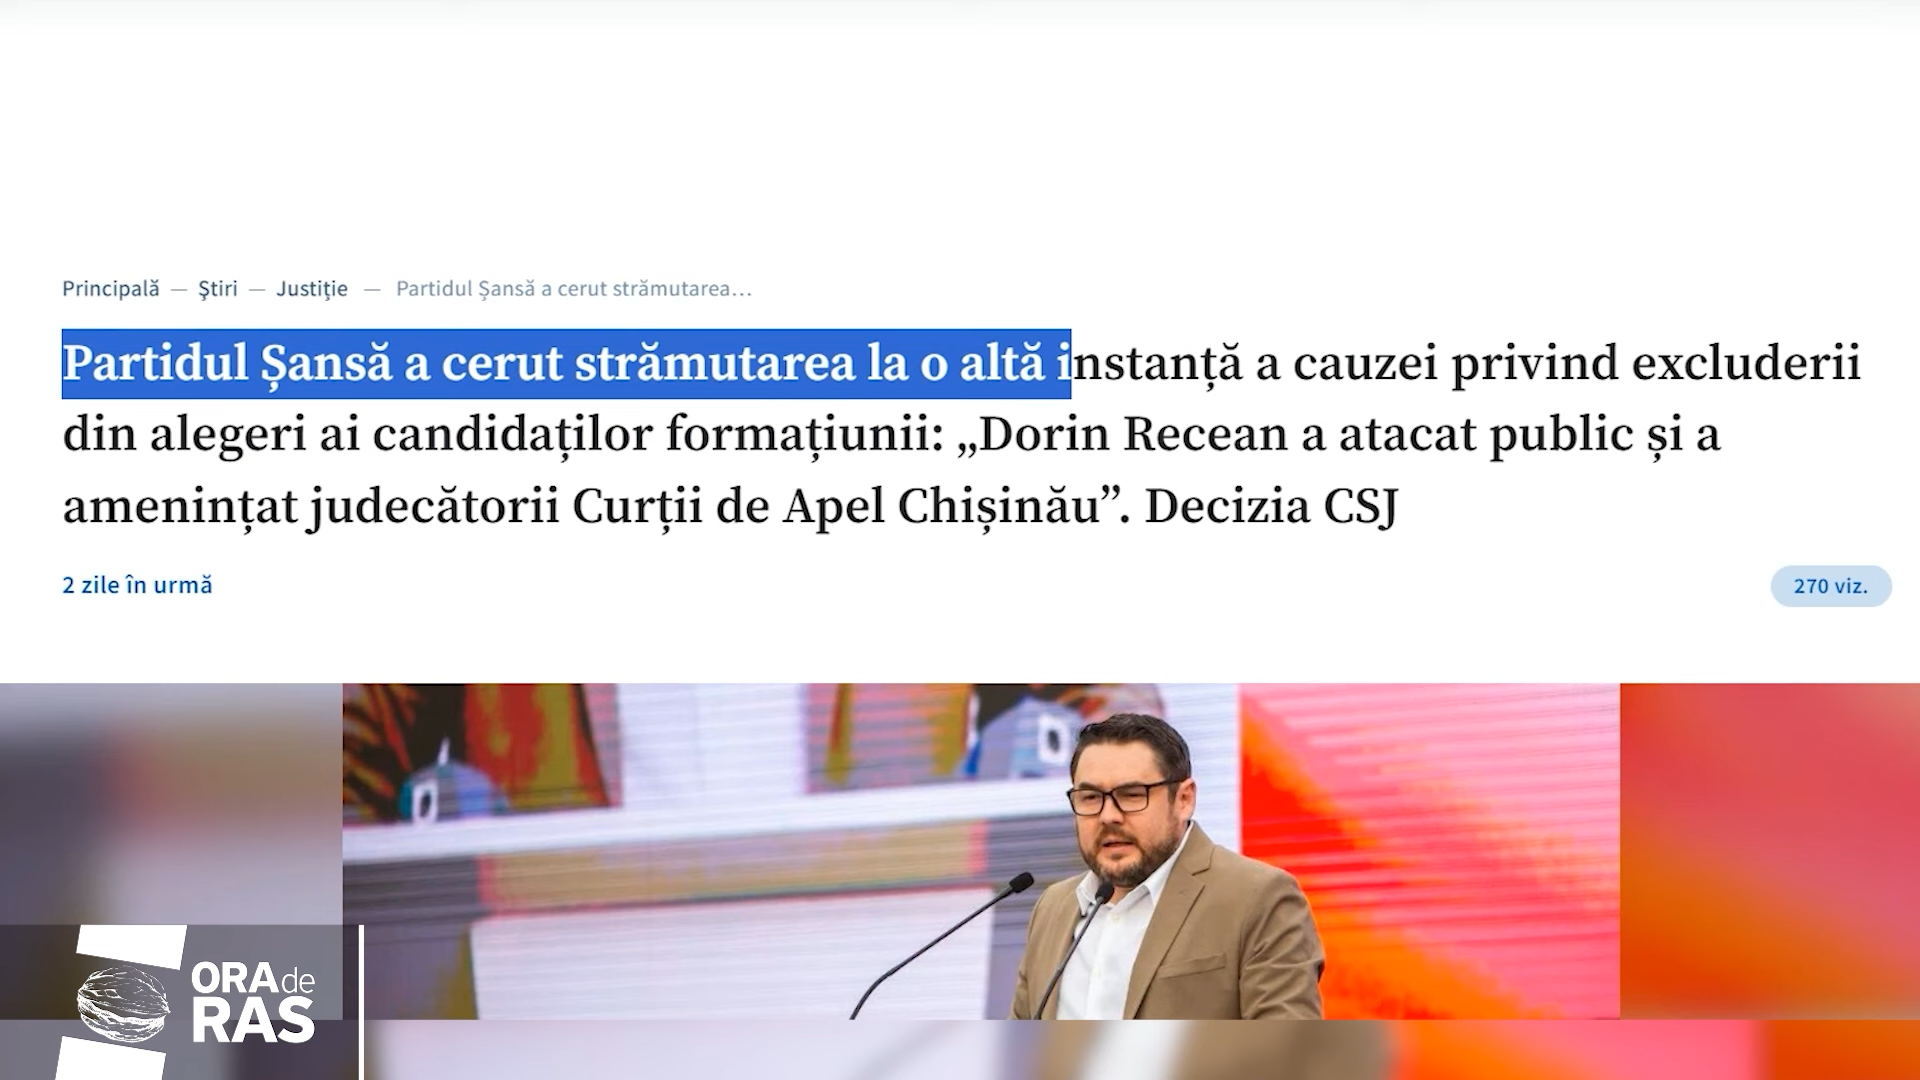 Principală — Știri — Justiție — Partidul Șansă a cerut strămutarea...
Partidul Șansă a cerut strămutarea la o altă instanță a cauzei privind excluderii
din alegeri ai candidaților formațiunii: „Dorin Recean a atacat public și a
amenințat judecătorii Curții de Apel Chișinău”. Decizia CSJ
2 zile în urmă
270 viz.
ORA de
RAS